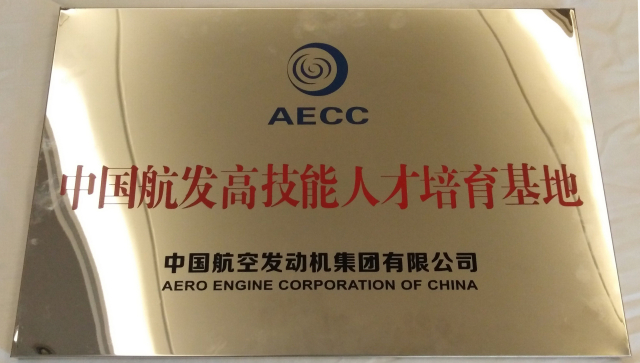 AECC
中国航发高技能人才培育基地
中国航空发动机集团有限公司
AERO ENGINE CORPORATION OF CHINA